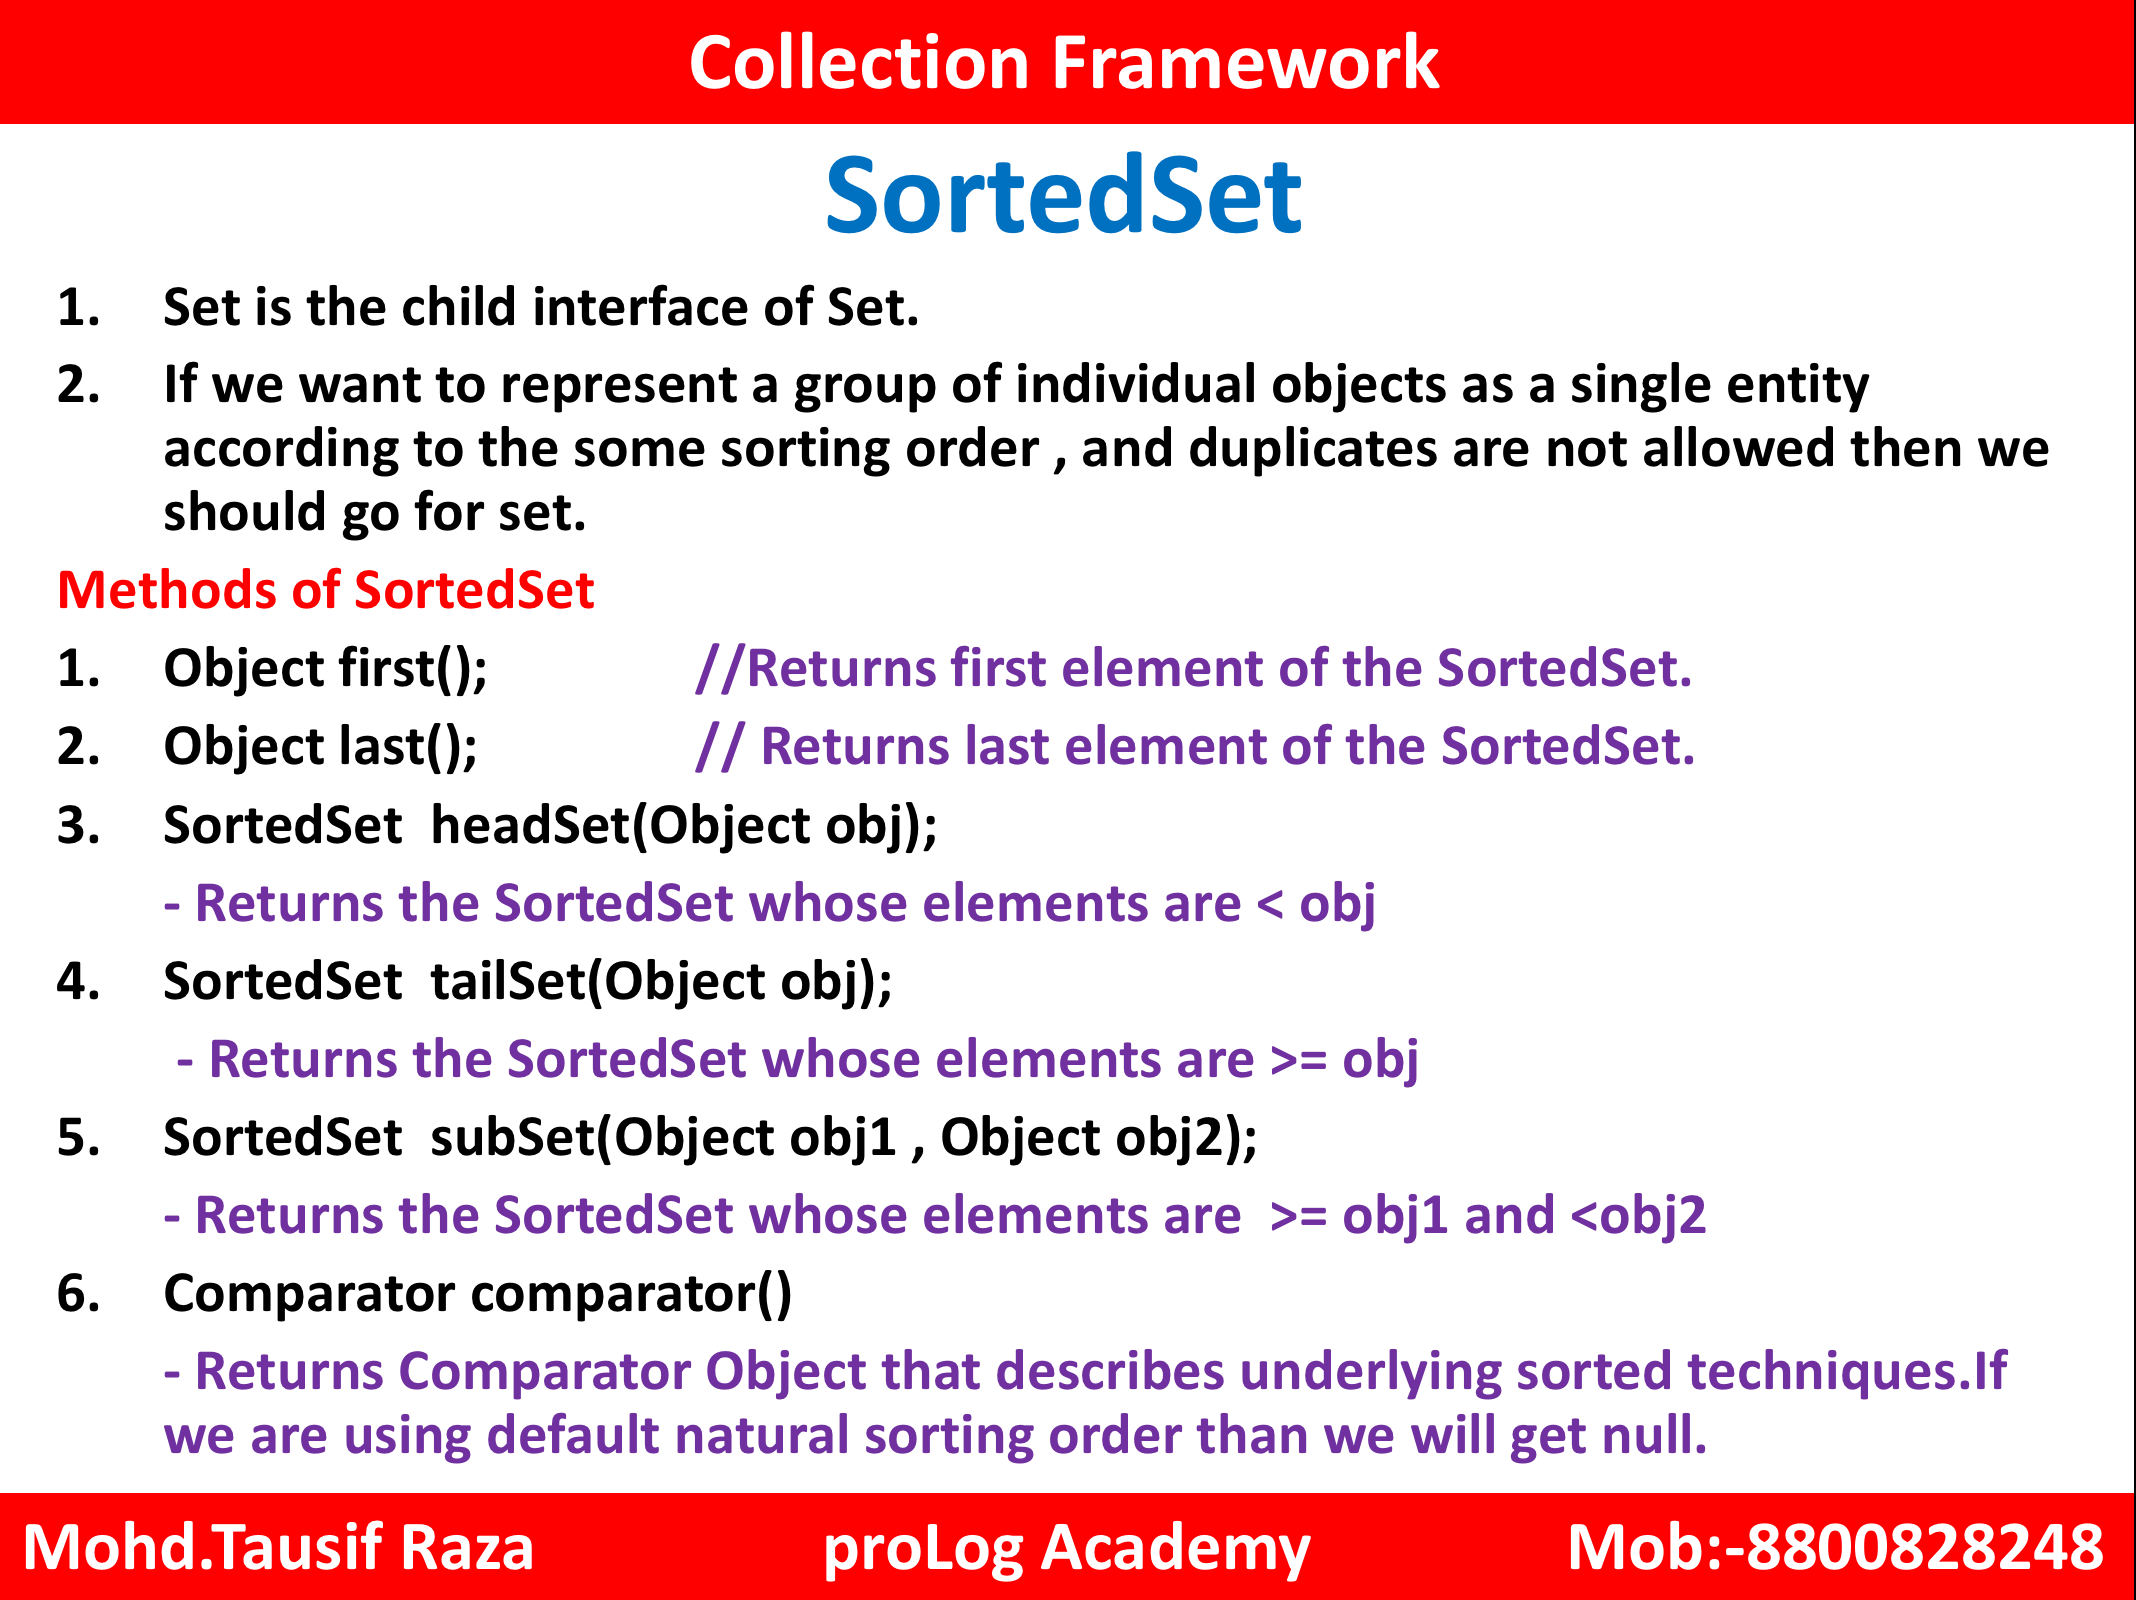 Collection Framework
SortedSet
1. Set is the child interface of Set.
2. If we want to represent a group of individual objects as a single entity
according to the some sorting order , and duplicates are not allowed then we
should go for set.
Methods of SortedSet
1. Object first(); //Returns first element of the SortedSet.
2. Object last(); // Returns last element of the SortedSet.
3. SortedSet headSet(Object obj);
- Returns the SortedSet whose elements are < obj
4. SortedSet tailSet(Object obj);
- Returns the SortedSet whose elements are >= obj
5. SortedSet subSet(Object obj1 , Object obj2);
- Returns the SortedSet whose elements are >= obj1 and <obj2
6. Comparator comparator()
- Returns Comparator Object that describes underlying sorted techniques.If
we are using default natural sorting order than we will get null.
Mohd.Tausif Raza proLog Academy Mob:-8800828248